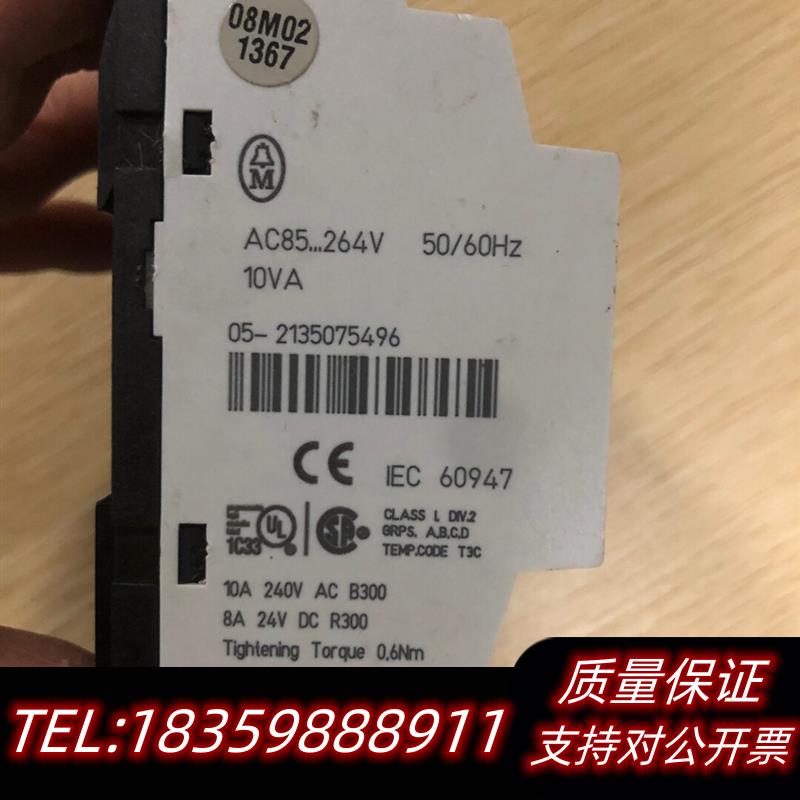 08M02
1367
M
AC85...264V 50/60Hz
10VA
05-2135075496
CE IEC 60947
UL
1C33
CLASS I, DIV.2
GRPS. A,B,C,D
TEMP.CODE T3C
10A 240V AC B300
8A 24V DC R300
Tightening Torque 0,6Nm
质量保证
TEL:18359888911
支持对公开票